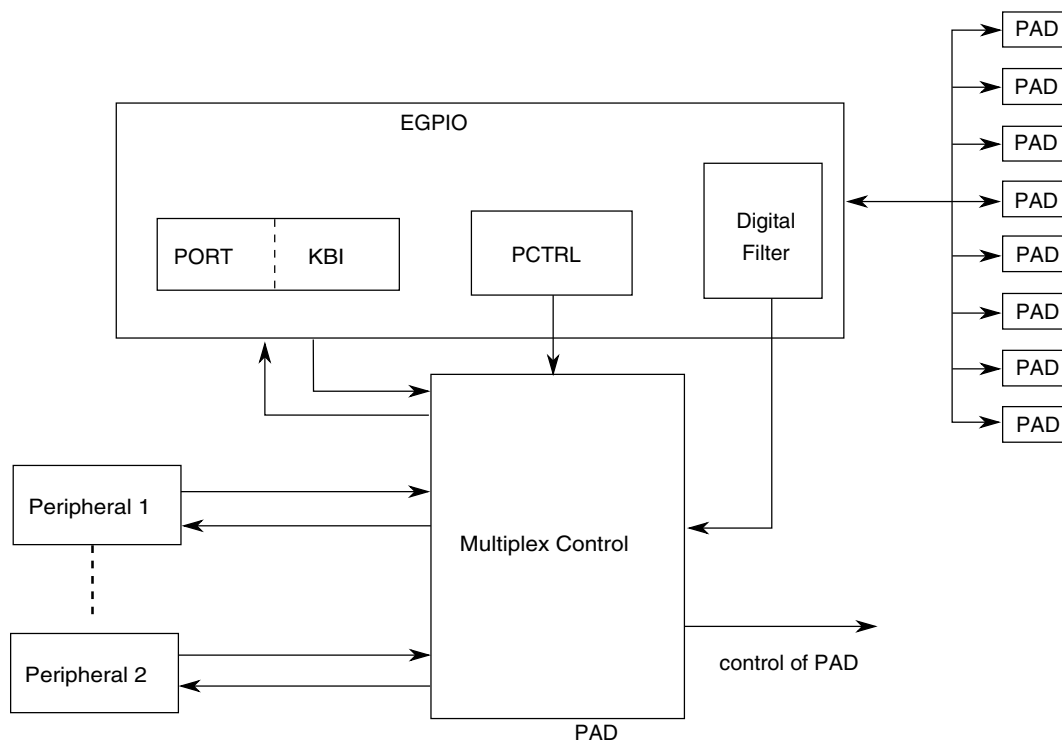 PAD
PAD
PAD
PAD
PAD
PAD
PAD
PAD
EGPIO
PORT
KBI
PCTRL
Digital
Filter
Peripheral 1
Multiplex Control
Peripheral 2
control of PAD
PAD